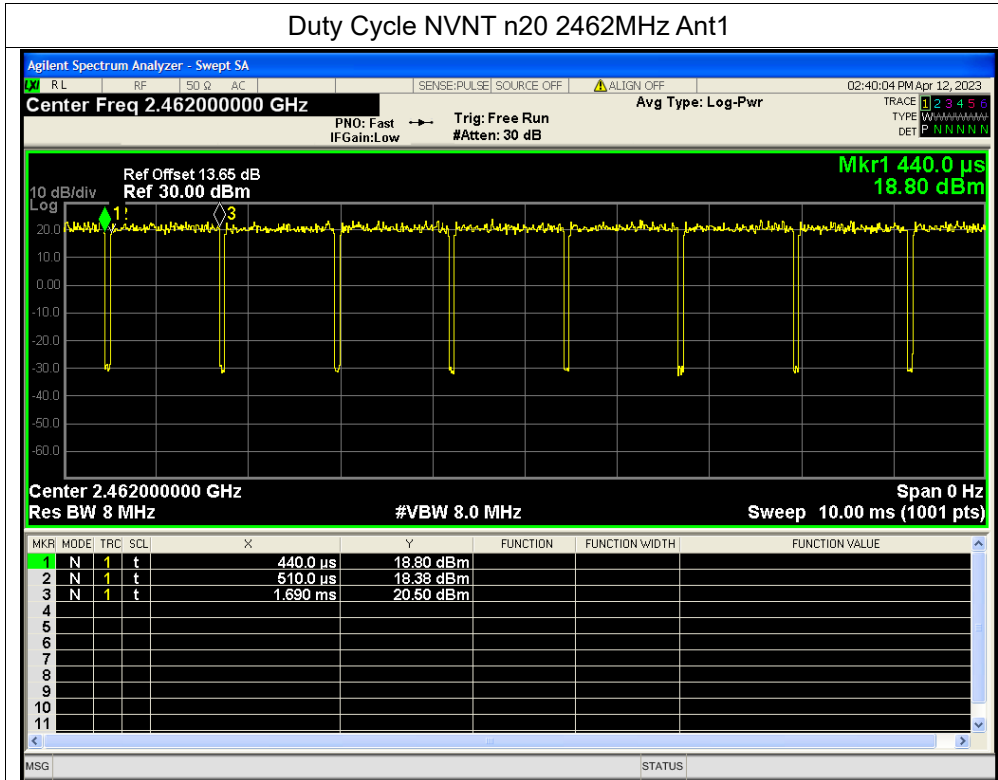 Duty Cycle NVNT n20 2462MHz Ant1
Agilent Spectrum Analyzer - Swept SA
LXI RL RF 50 Ω AC SENSE:PULSE SOURCE OFF ALIGN OFF 02:40:04 PM Apr 12, 2023
Center Freq 2.462000000 GHz Avg Type: Log-Pwr TRACE 1 2 3 4 5 6
PNO: Fast Trig: Free Run TYPE WWWWWW
IFGain:Low #Atten: 30 dB DET P N N N N N
Mkr1 440.0 µs
Ref Offset 13.65 dB
10 dB/div Ref 30.00 dBm 18.80 dBm
Log
1 3
20.0
10.0
0.00
-10.0
-20.0
-30.0
-40.0
-50.0
-60.0
Center 2.462000000 GHz Span 0 Hz
Res BW 8 MHz #VBW 8.0 MHz Sweep 10.00 ms (1001 pts)
MKR MODE TRC SCL X Y FUNCTION FUNCTION WIDTH FUNCTION VALUE
1 N 1 t 440.0 µs 18.80 dBm
2 N 1 t 510.0 µs 18.38 dBm
3 N 1 t 1.690 ms 20.50 dBm
4
5
6
7
8
9
10
11
MSG STATUS